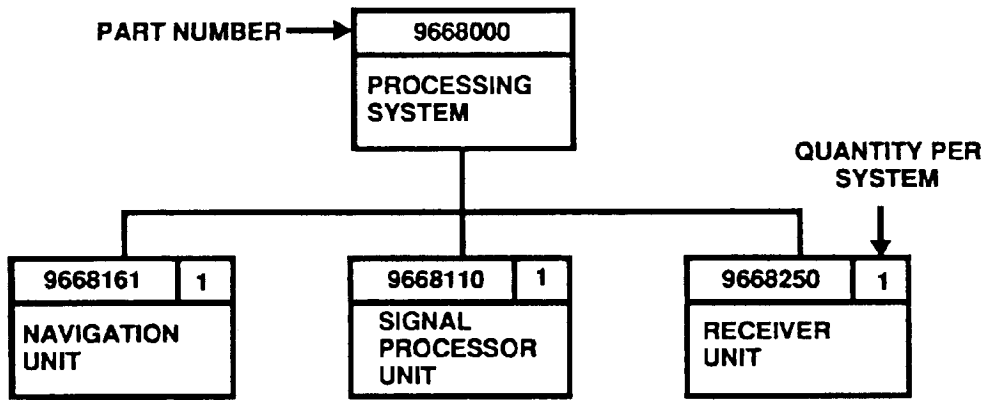 PART NUMBER
9668000
PROCESSING
SYSTEM
QUANTITY PER
SYSTEM
9668161 1
NAVIGATION
UNIT
9668110 1
SIGNAL
PROCESSOR
UNIT
9668250 1
RECEIVER
UNIT